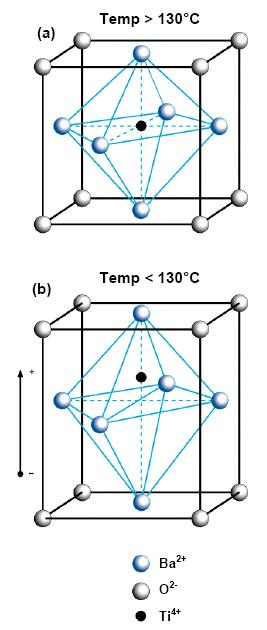 Temp > 130°C
(a)
Temp < 130°C
(b)
+
–
Ba2+
O2-
Ti4+